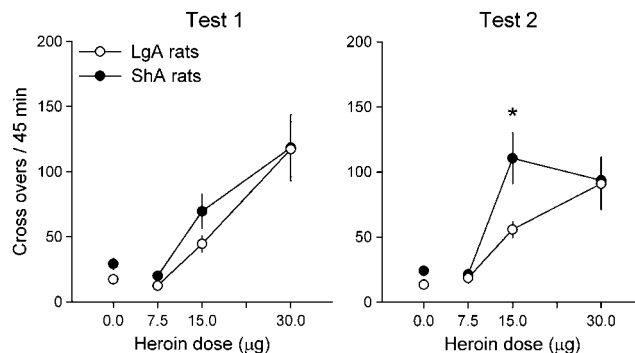 Test 1
Test 2
LgA rats
ShA rats
*
Cross overs / 45 min
200
150
100
50
0
200
150
100
50
0
0.0 7.5 15.0 30.0
0.0 7.5 15.0 30.0
Heroin dose (µg)
Heroin dose (µg)